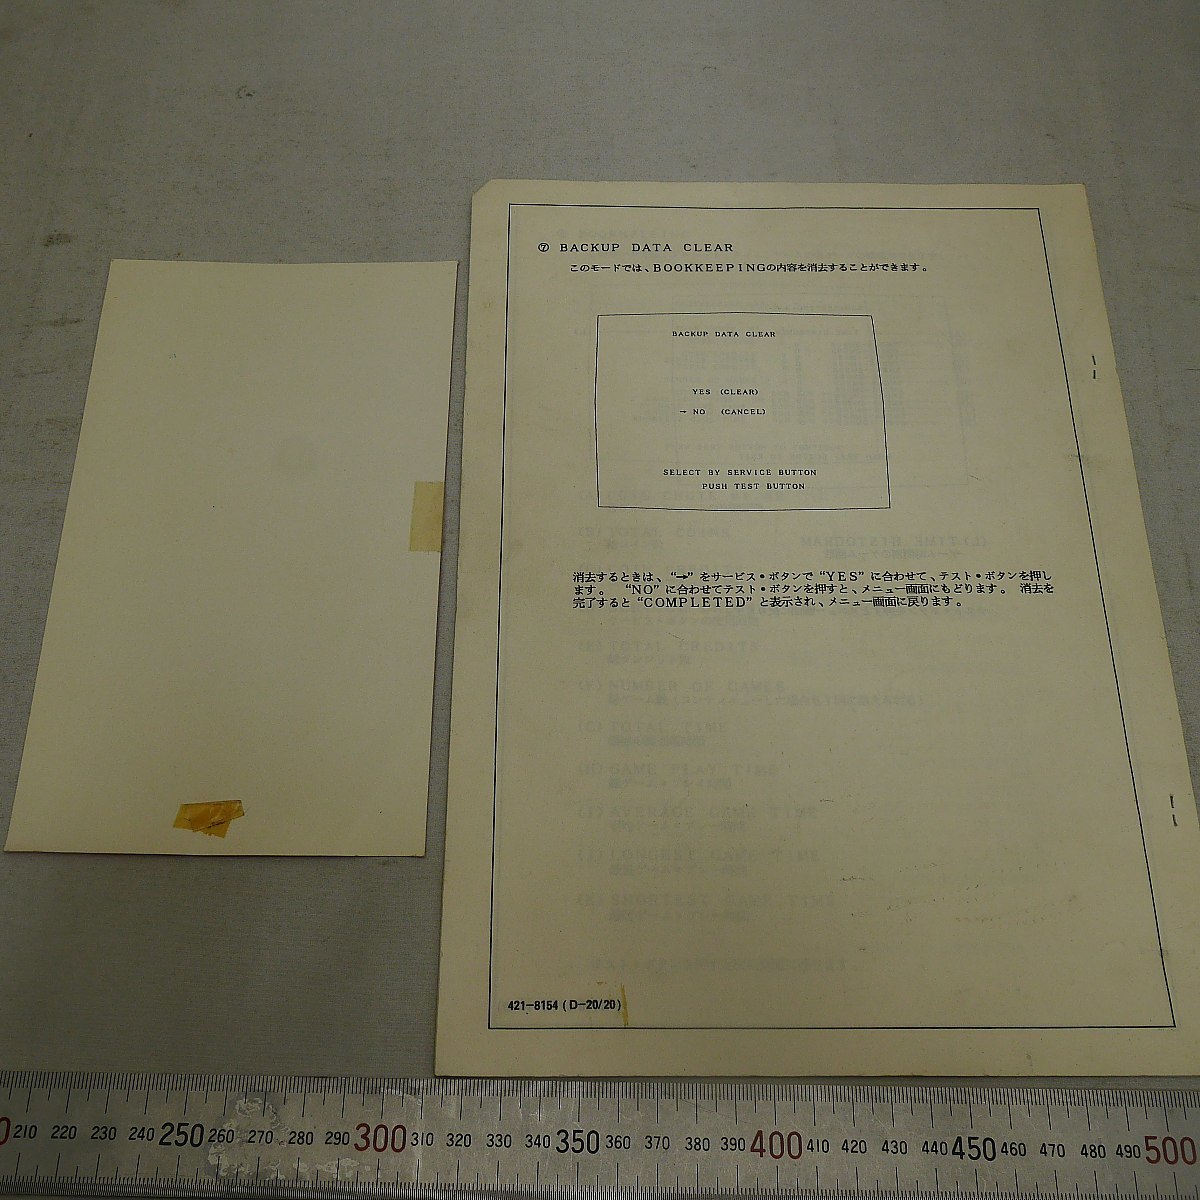 ⑦ BACKUP DATA CLEAR
このモードでは、BOOKKEEPINGの内容を消去することができます。
BACKUP DATA CLEAR
YES (CLEAR)
→ NO (CANCEL)
SELECT BY SERVICE BUTTON
PUSH TEST BUTTON
消去するときは、“→”をサービス・ボタンで“YES”に合わせて、テスト・ボタンを押し
ます。 “NO”に合わせてテスト・ボタンを押すと、メニュー画面にもどります。 消去を
完了すると“COMPLETED”と表示され、メニュー画面に戻ります。
421-8154 (D-20/20)
210 220 230 240 250 260 270 280 290 300 310 320 330 340 350 360 370 380 390 400 410 420 430 440 450 460 470 480 490 500